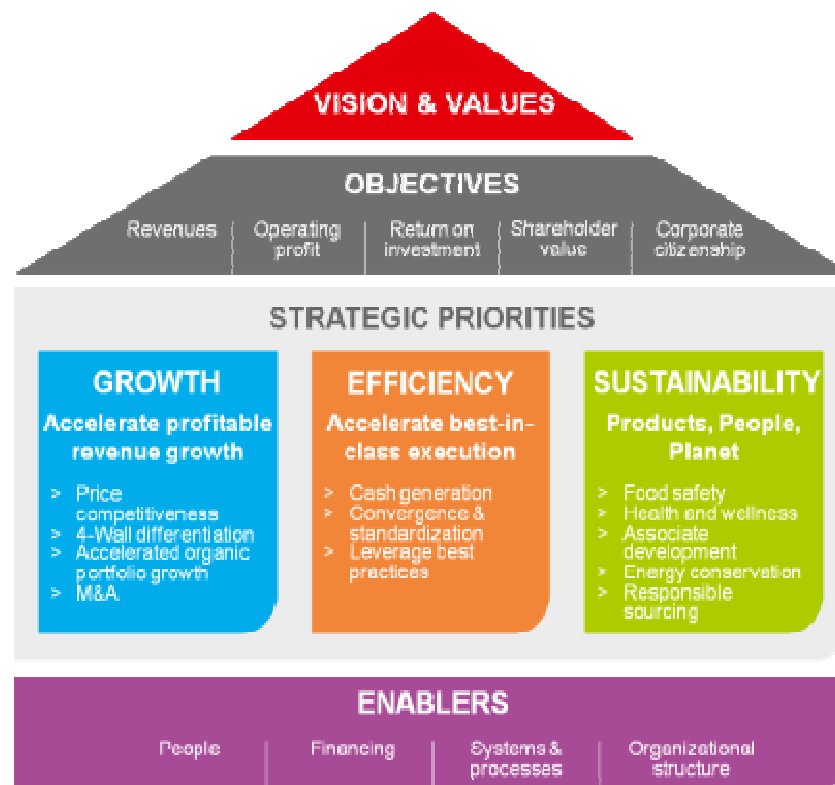 VISION & VALUES
OBJECTIVES
Revenues
Operating
profit
Return on
investment
Shareholder
value
Corporate
citizenship
STRATEGIC PRIORITIES
GROWTH
Accelerate profitable
revenue growth
> Price
competitiveness
> 4-Wall differentiation
> Accelerated organic
portfolio growth
> M&A
EFFICIENCY
Accelerate best-in-
class execution
> Cash generation
> Convergence &
standardization
> Leverage best
practices
SUSTAINABILITY
Products, People,
Planet
> Food safety
> Health and wellness
> Associate
development
> Energy conservation
> Responsible
sourcing
ENABLERS
People
Financing
Systems &
processes
Organizational
structure